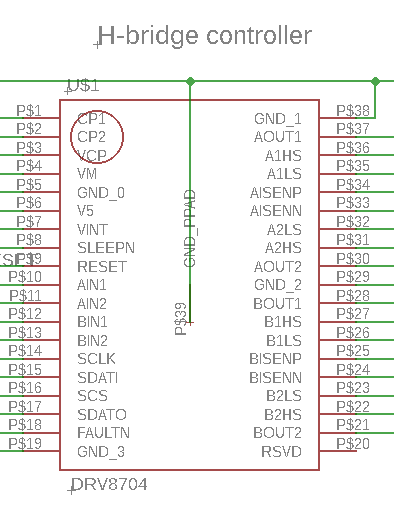 H-bridge controller
U$1
P$1 CP1 GND_1 P$38
P$2 CP2 AOUT1 P$37
P$3 VCP A1HS P$36
P$4 VM A1LS P$35
P$5 GND_0 AISENP P$34
P$6 V5 AISENN P$33
P$7 VINT A2LS P$32
P$8 SLEEPN A2HS P$31
P$9 RESET AOUT2 P$30
P$10 AIN1 GND_2 P$29
P$11 AIN2 BOUT1 P$28
P$12 BIN1 B1HS P$27
P$13 BIN2 B1LS P$26
P$14 SCLK BISENP P$25
P$15 SDATI BISENN P$24
P$16 SCS B2LS P$23
P$17 SDATO B2HS P$22
P$18 FAULTN BOUT2 P$21
P$19 GND_3 RSVD P$20
GND_PPAD
P$39
DRV8704